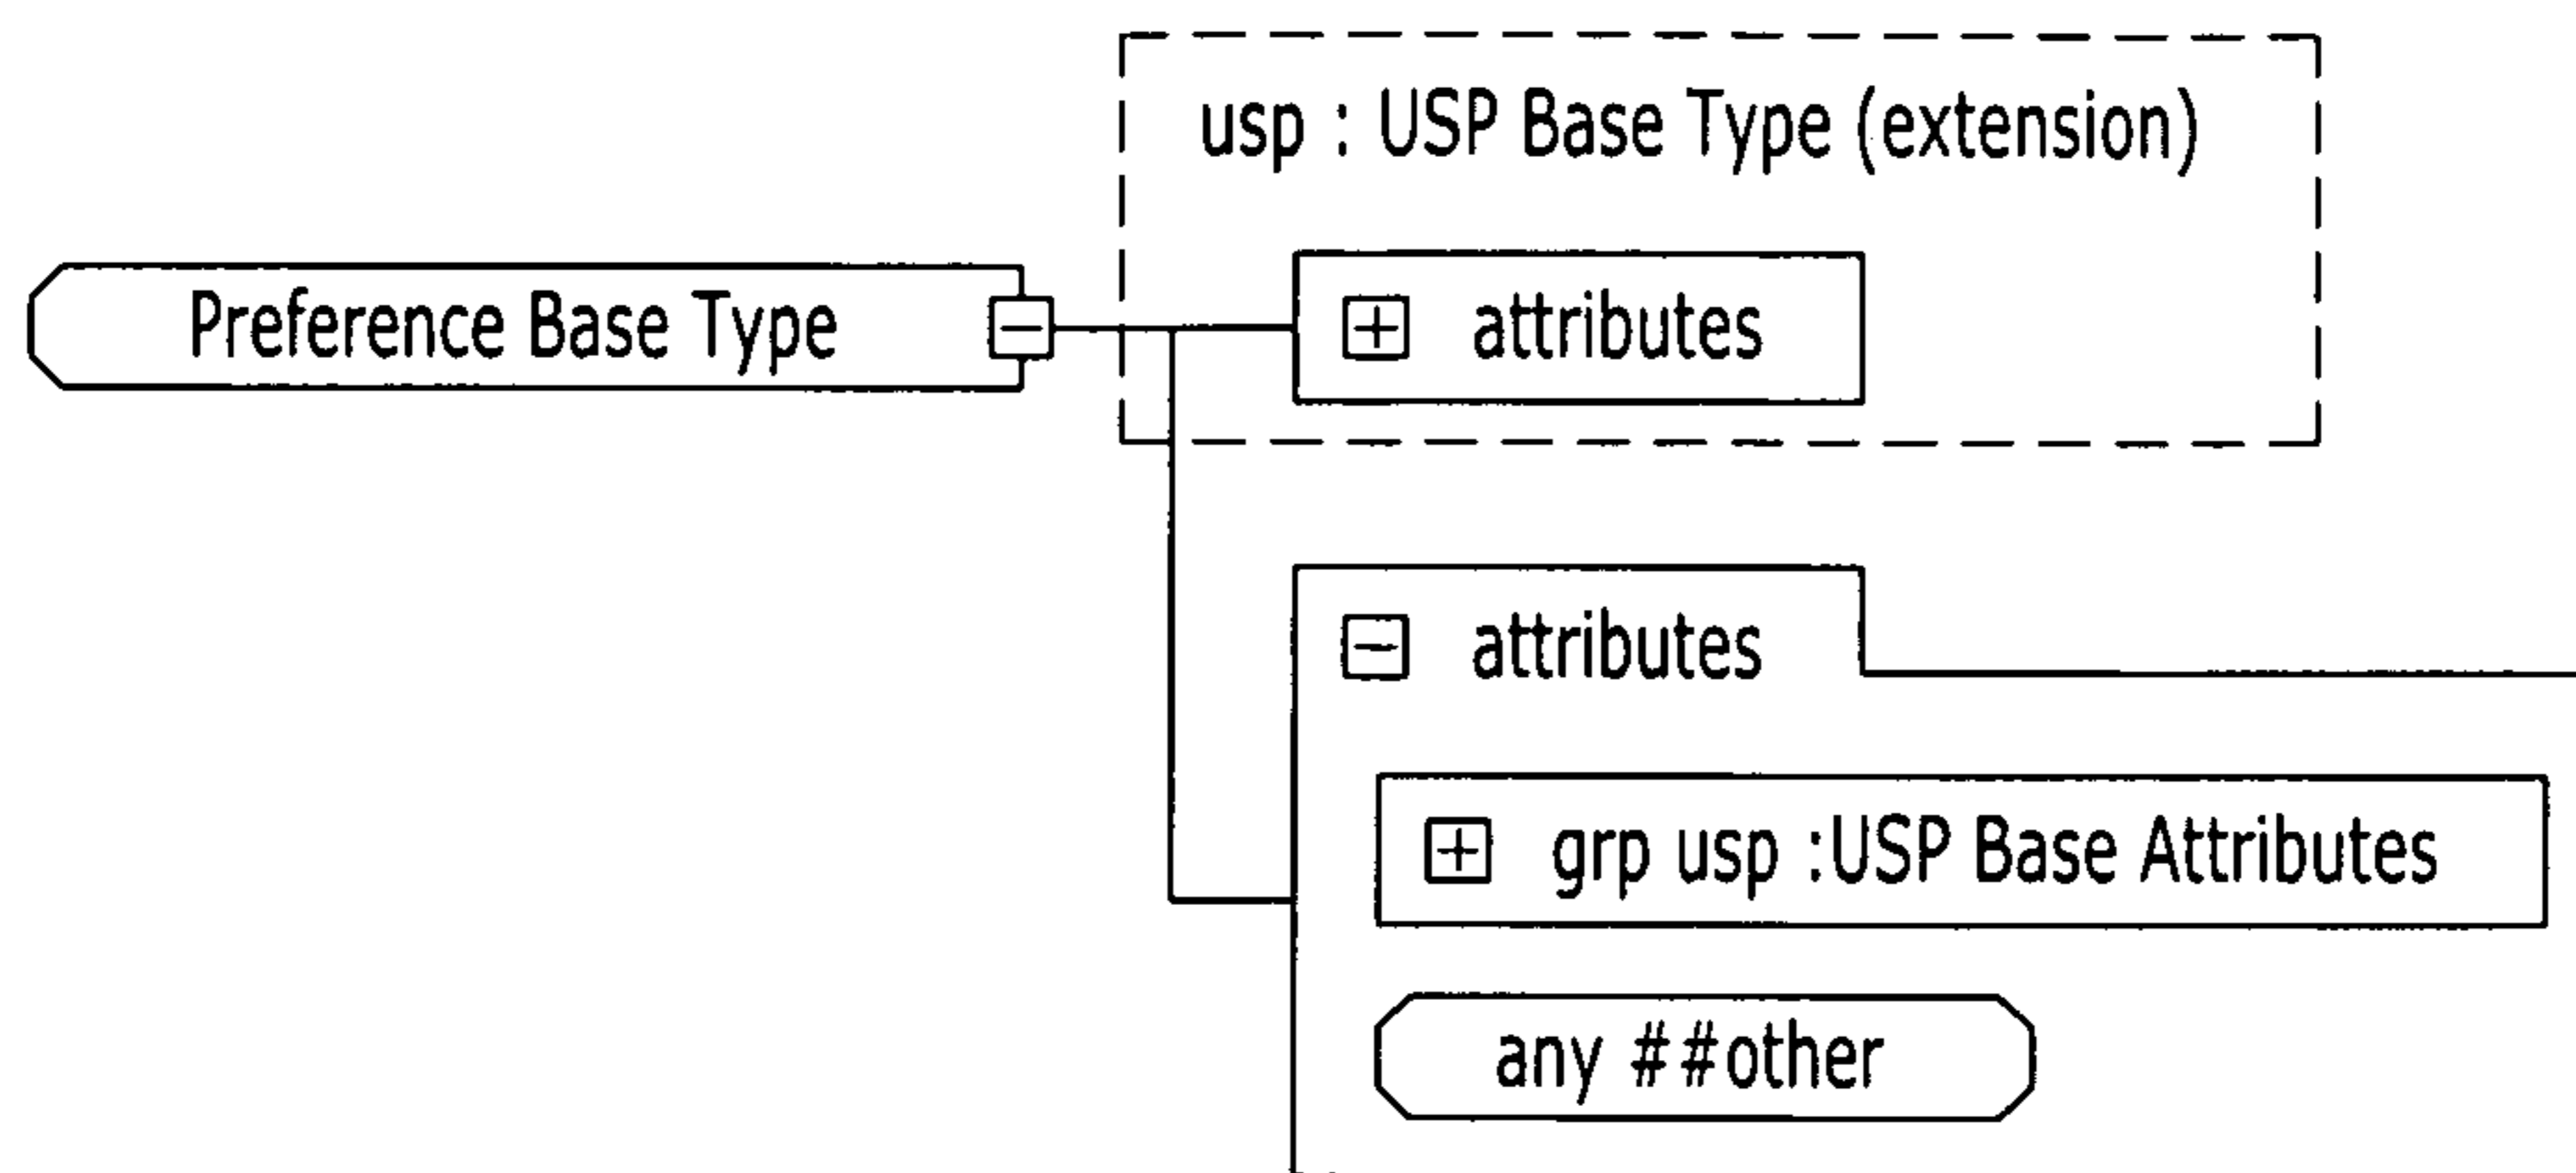 usp : USP Base Type (extension)
Preference Base Type
attributes
attributes
grp usp :USP Base Attributes
any ##other